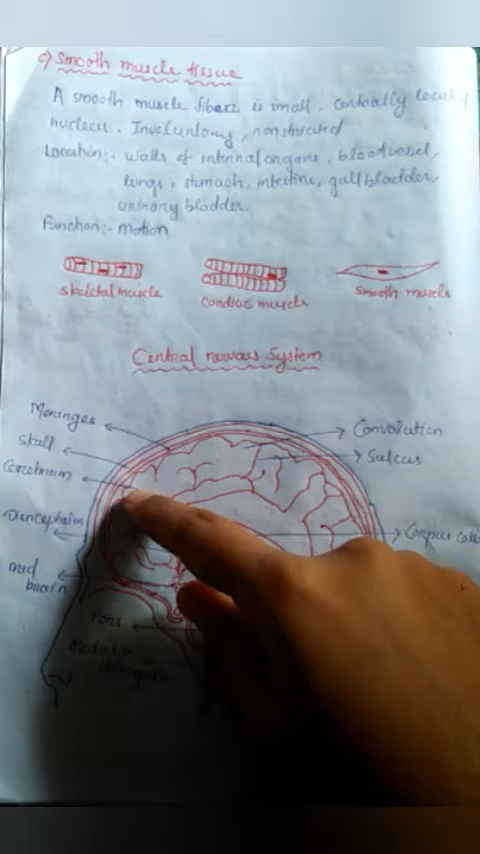 c) Smooth muscle tissue
A smooth muscle fiber is small, centrally located
nucleus. Involuntony, nonstriated
Location:- walls of internal organs, blood vessel,
lungs, stomach, intestine, gall bladder,
urinary bladder.
Function:- motion
skeletal muscle
Cardiac muscle
Smooth muscle
Central nervous System
Meninges
Convolution
Skull
Sulcus
Cerebrum
Diencephalon
Corpus
mid
brain
Pons